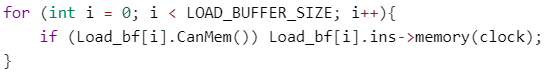 for (int i = 0; i < LOAD_BUFFER_SIZE; i++){
    if (Load_bf[i].CanMem()) Load_bf[i].ins->memory(clock);
}